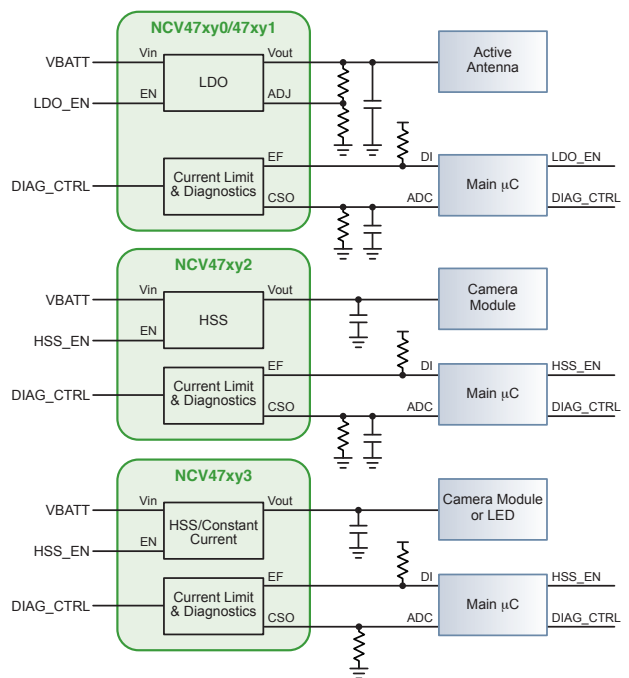 NCV47xy0/47xy1
VBATT
Vin
Vout
LDO
LDO_EN
EN
ADJ
Active
Antenna
DIAG_CTRL
Current Limit
& Diagnostics
EF
CSO
DI
ADC
Main μC
LDO_EN
DIAG_CTRL
NCV47xy2
VBATT
Vin
Vout
HSS
HSS_EN
EN
Camera
Module
DIAG_CTRL
Current Limit
& Diagnostics
EF
CSO
DI
ADC
Main μC
HSS_EN
DIAG_CTRL
NCV47xy3
VBATT
Vin
Vout
HSS/Constant
Current
HSS_EN
EN
Camera Module
or LED
DIAG_CTRL
Current Limit
& Diagnostics
EF
CSO
DI
ADC
Main μC
HSS_EN
DIAG_CTRL